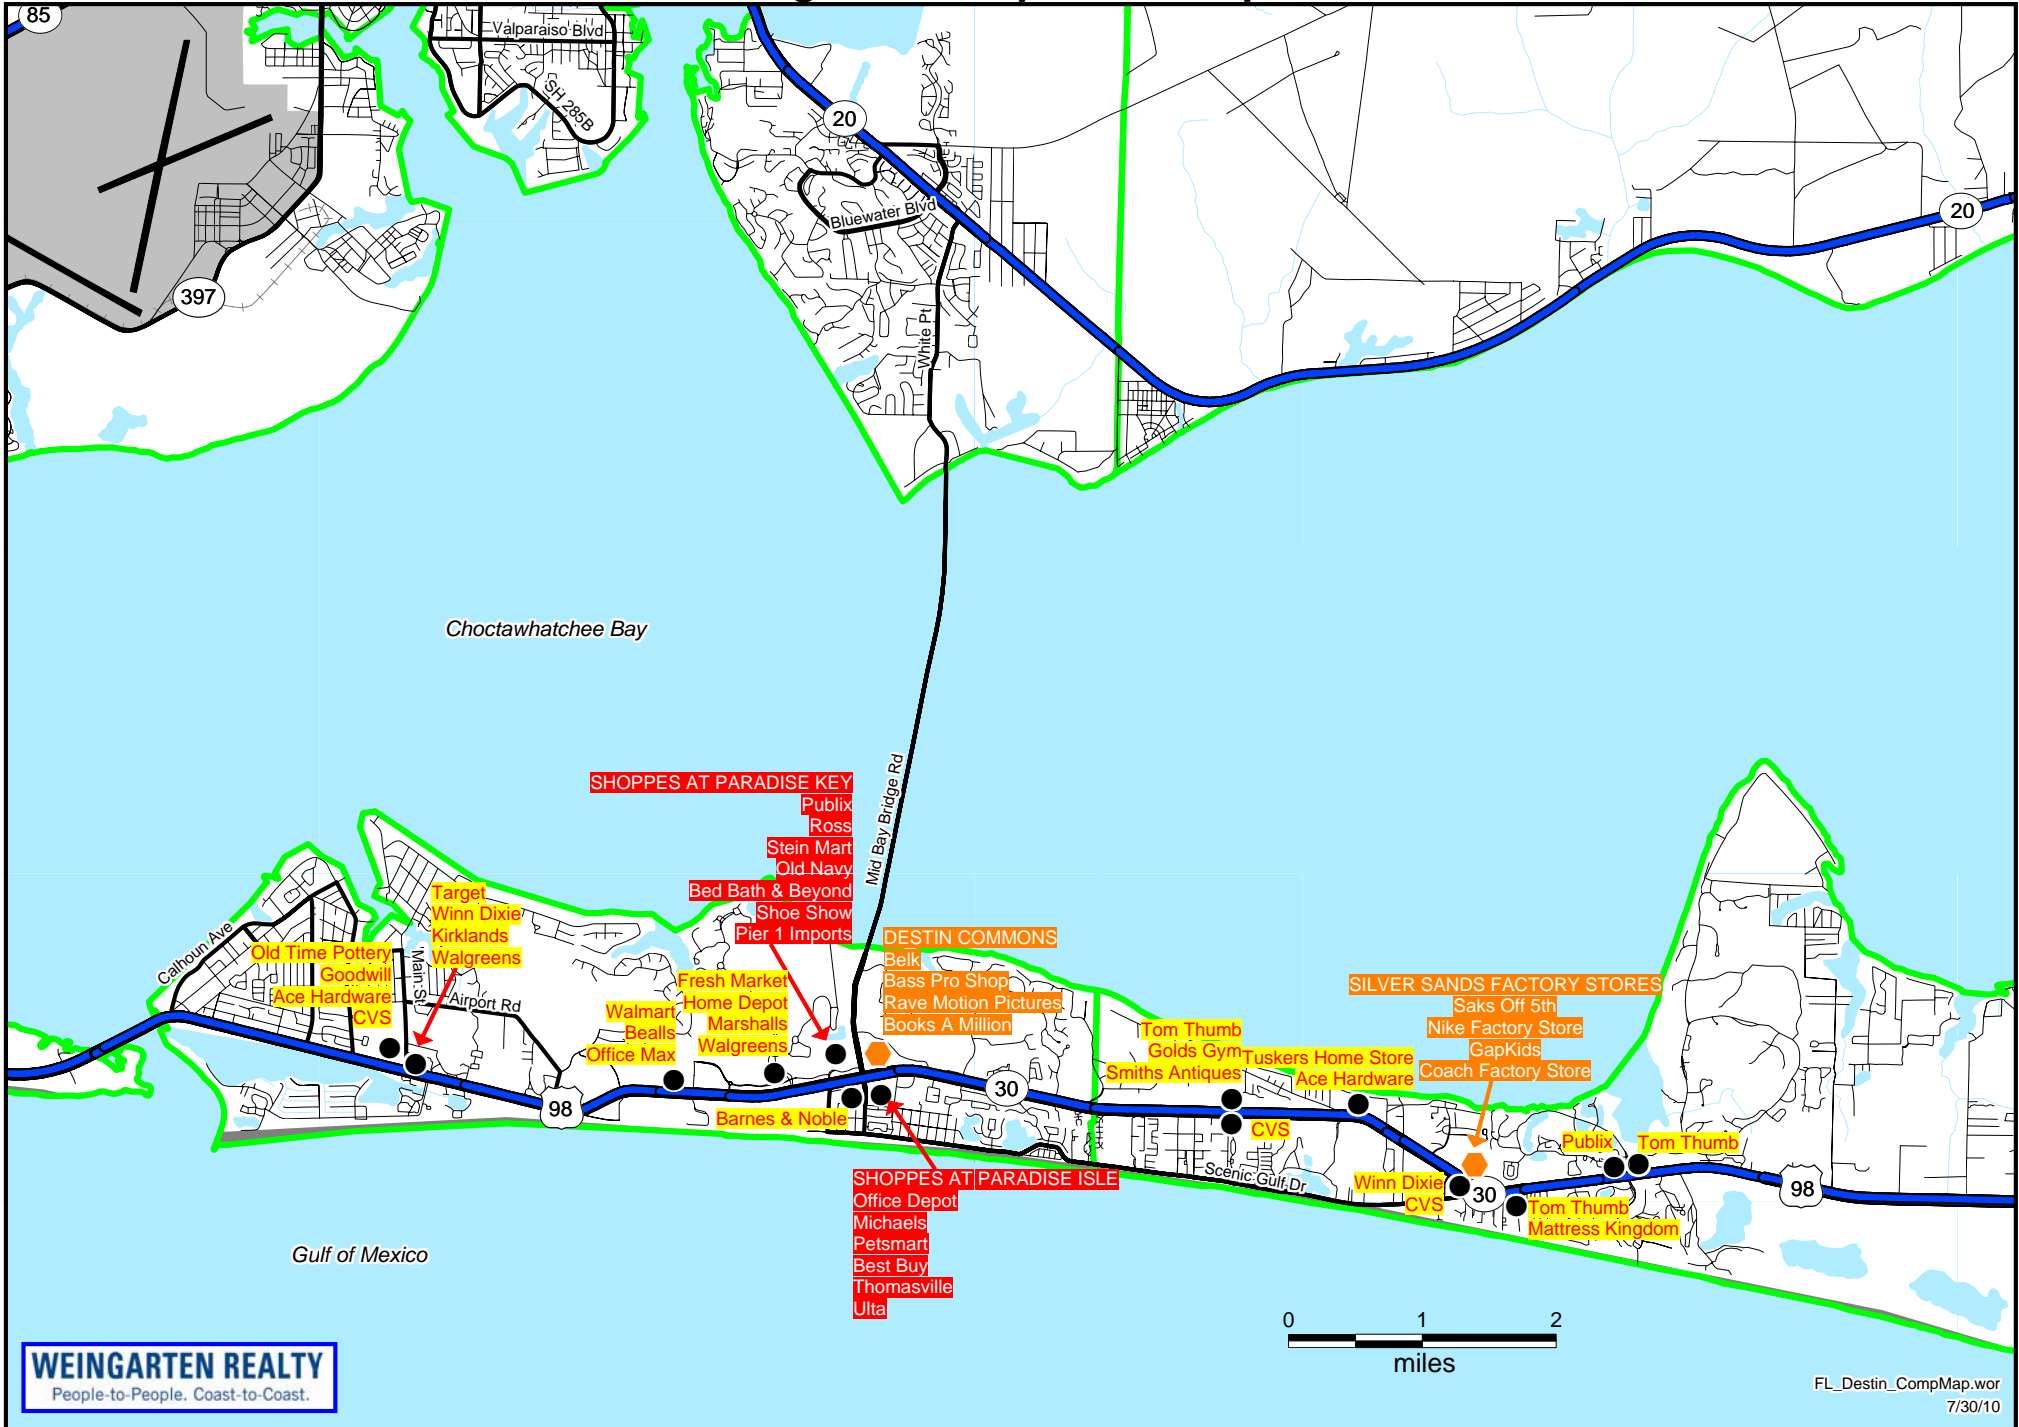 85
Valparaiso Blvd
SH 285B
20
Bluewater Blvd
20
397
White Pt
Choctawhatchee Bay
Mid Bay Bridge Rd
SHOPPES AT PARADISE KEY
Publix
Ross
Stein Mart
Old Navy
Bed Bath & Beyond
Shoe Show
Pier 1 Imports
Target
Winn Dixie
Kirklands
Walgreens
Calhoun Ave
Old Time Pottery
Goodwill
Ace Hardware
CVS
Main St
Airport Rd
Walmart
Bealls
Office Max
Fresh Market
Home Depot
Marshalls
Walgreens
DESTIN COMMONS
Belk
Bass Pro Shop
Rave Motion Pictures
Books A Million
SILVER SANDS FACTORY STORES
Saks Off 5th
Nike Factory Store
GapKids
Coach Factory Store
Tom Thumb
Golds Gym
Smiths Antiques
Tuskers Home Store
Ace Hardware
98
30
Barnes & Noble
CVS
Publix
Tom Thumb
Scenic Gulf Dr
Winn Dixie
CVS
30
98
Tom Thumb
Mattress Kingdom
SHOPPES AT PARADISE ISLE
Office Depot
Michaels
Petsmart
Best Buy
Thomasville
Ulta
Gulf of Mexico
0 1 2
miles
WEINGARTEN REALTY
People-to-People. Coast-to-Coast.
FL_Destin_CompMap.wor
7/30/10